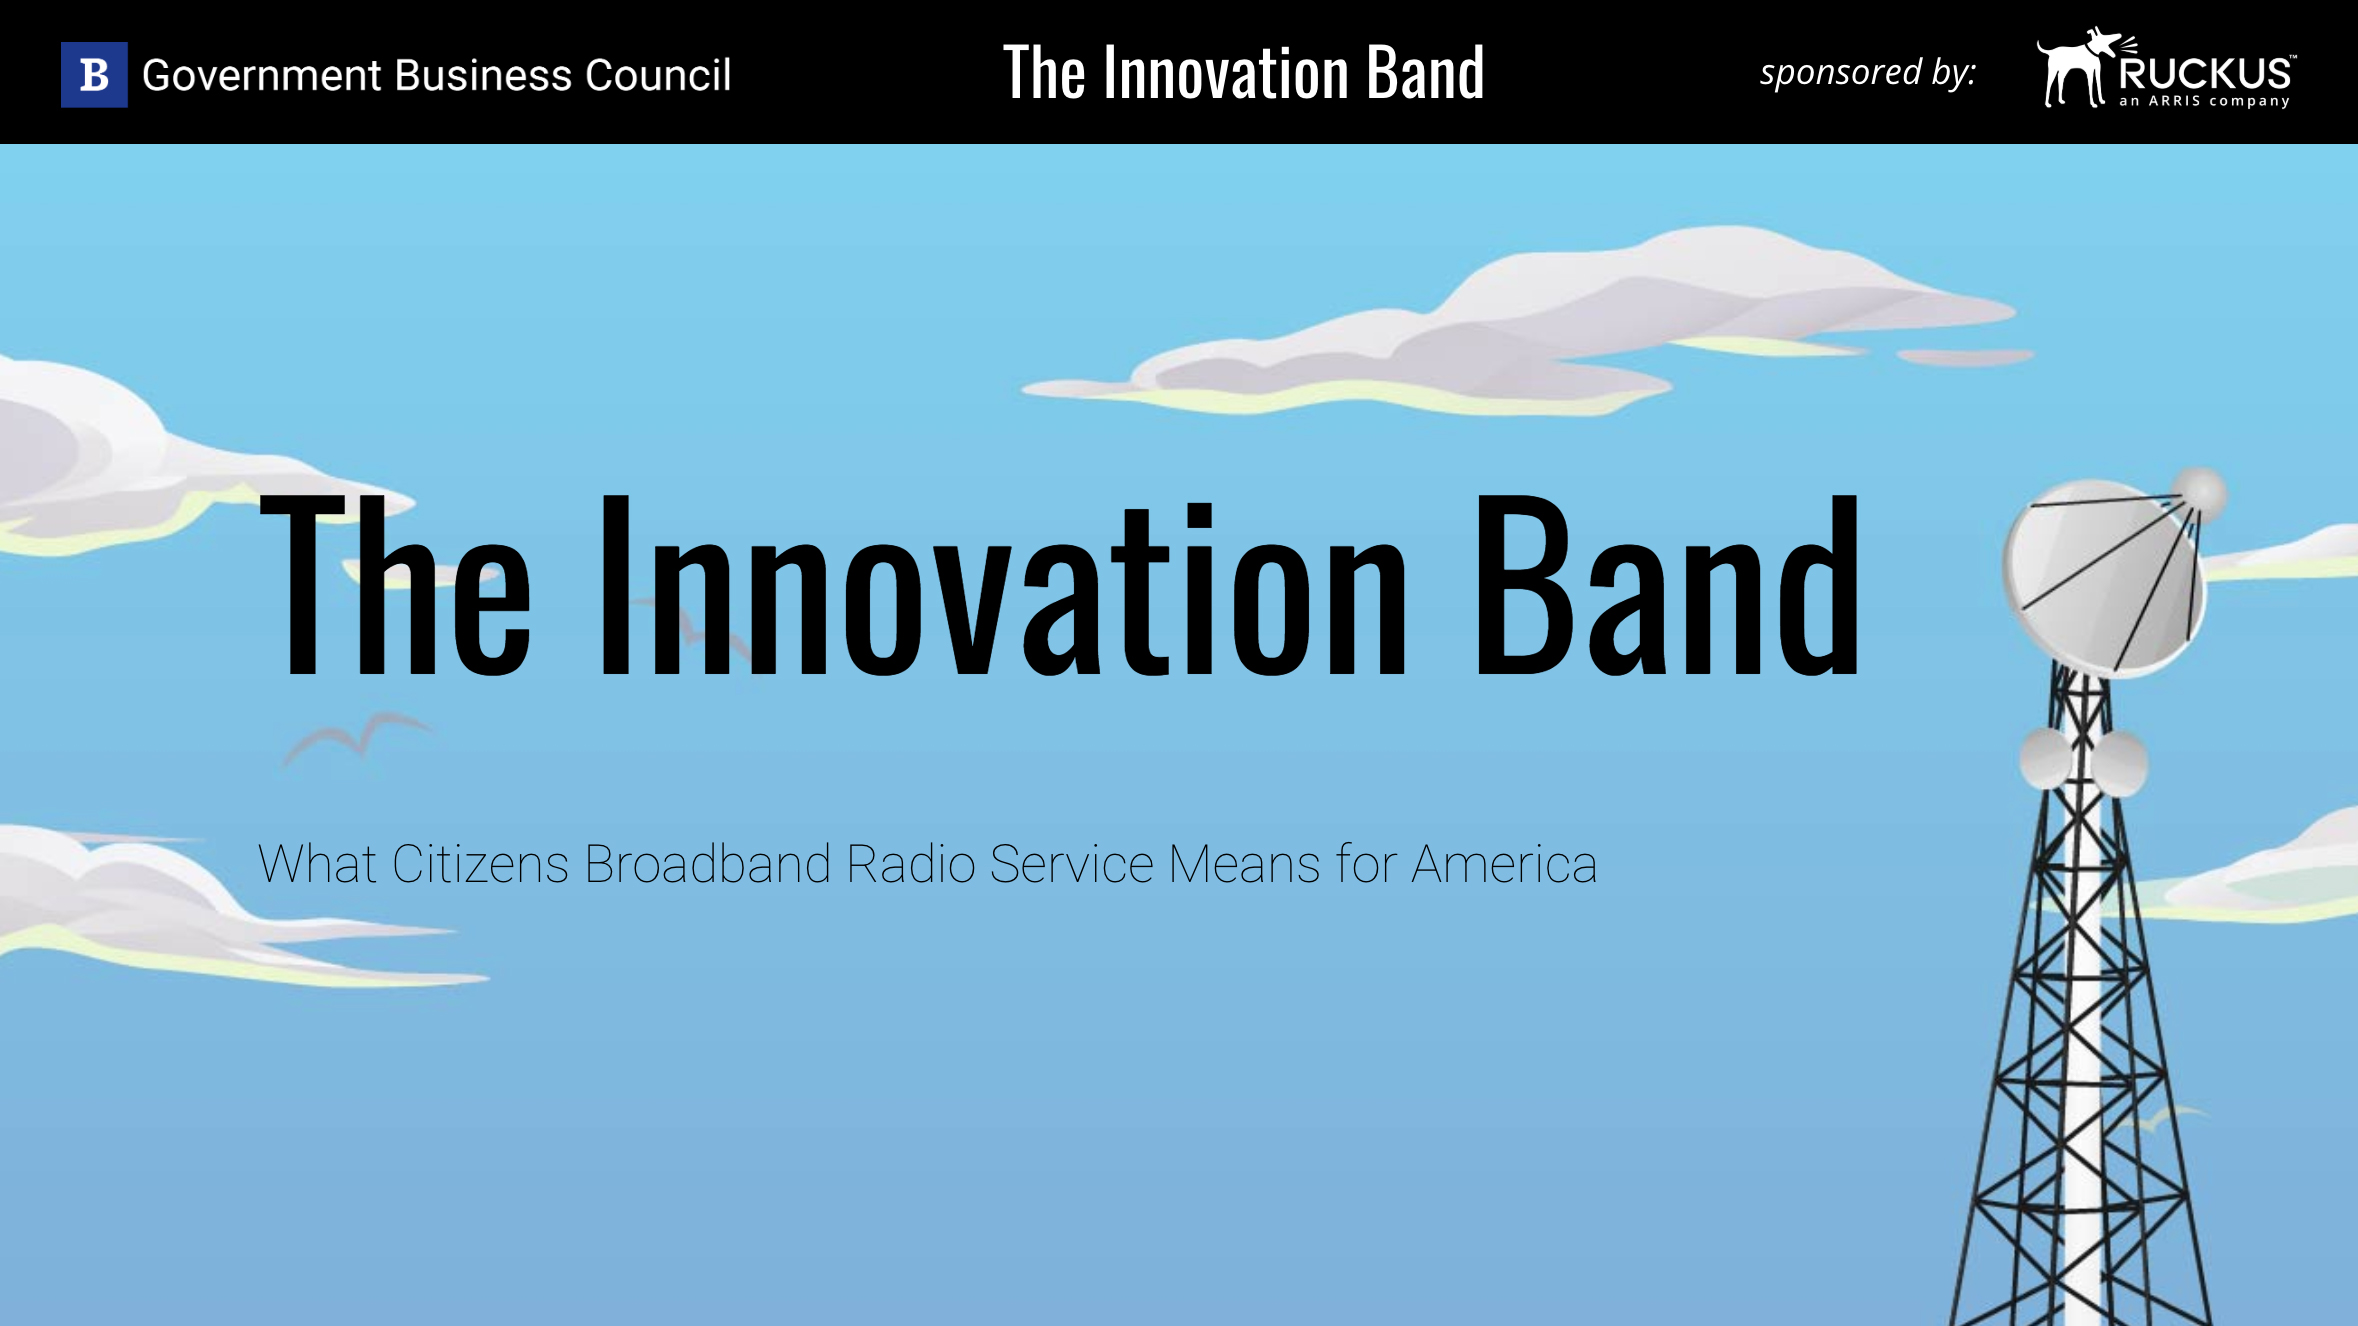 B Government Business Council
The Innovation Band
sponsored by:
RUCKUS™
an ARRIS company
The Innovation Band
What Citizens Broadband Radio Service Means for America